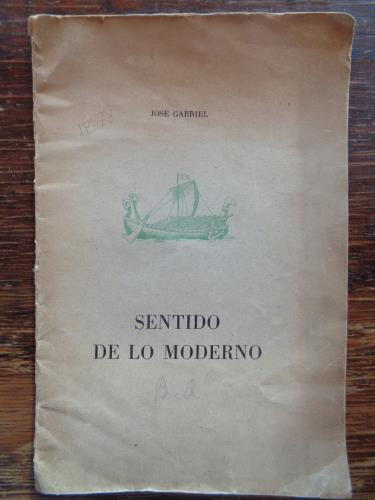 JOSE GABRIEL
SENTIDO
DE LO MODERNO